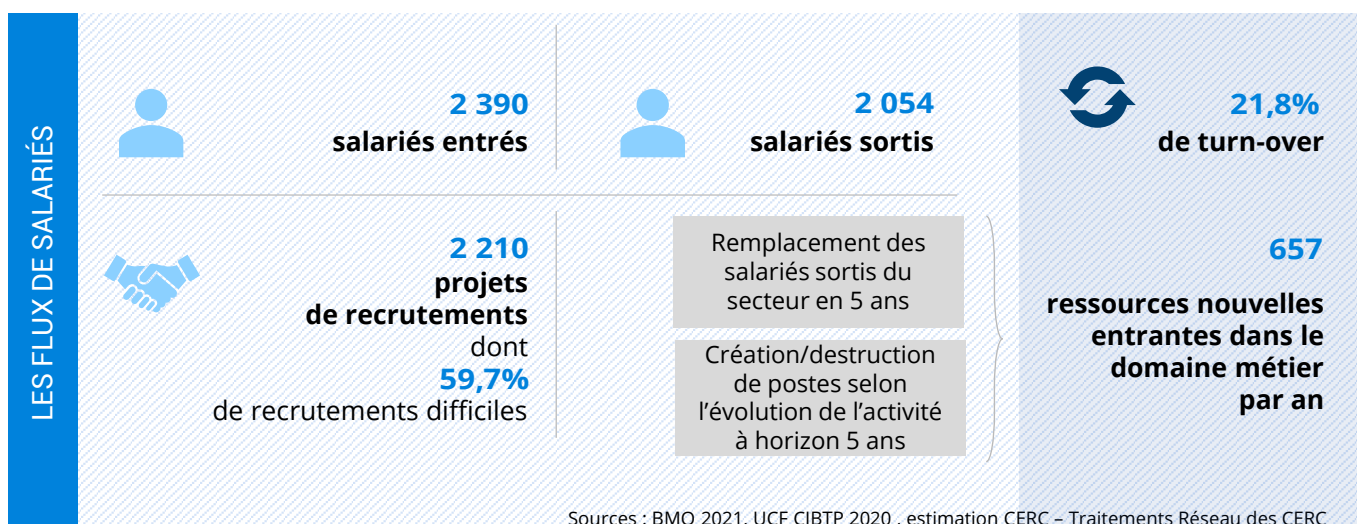 LES FLUX DE SALARIÉS
2 390
salariés entrés
2 054
salariés sortis
21,8%
de turn-over
2 210
projets
de recrutements
dont
59,7%
de recrutements difficiles
Remplacement des
salariés sortis du
secteur en 5 ans
Création/destruction
de postes selon
l’évolution de l’activité
à horizon 5 ans
657
ressources nouvelles
entrantes dans le
domaine métier
par an
Sources : BMO 2021, UCF CIBTP 2020 , estimation CERC – Traitements Réseau des CERC